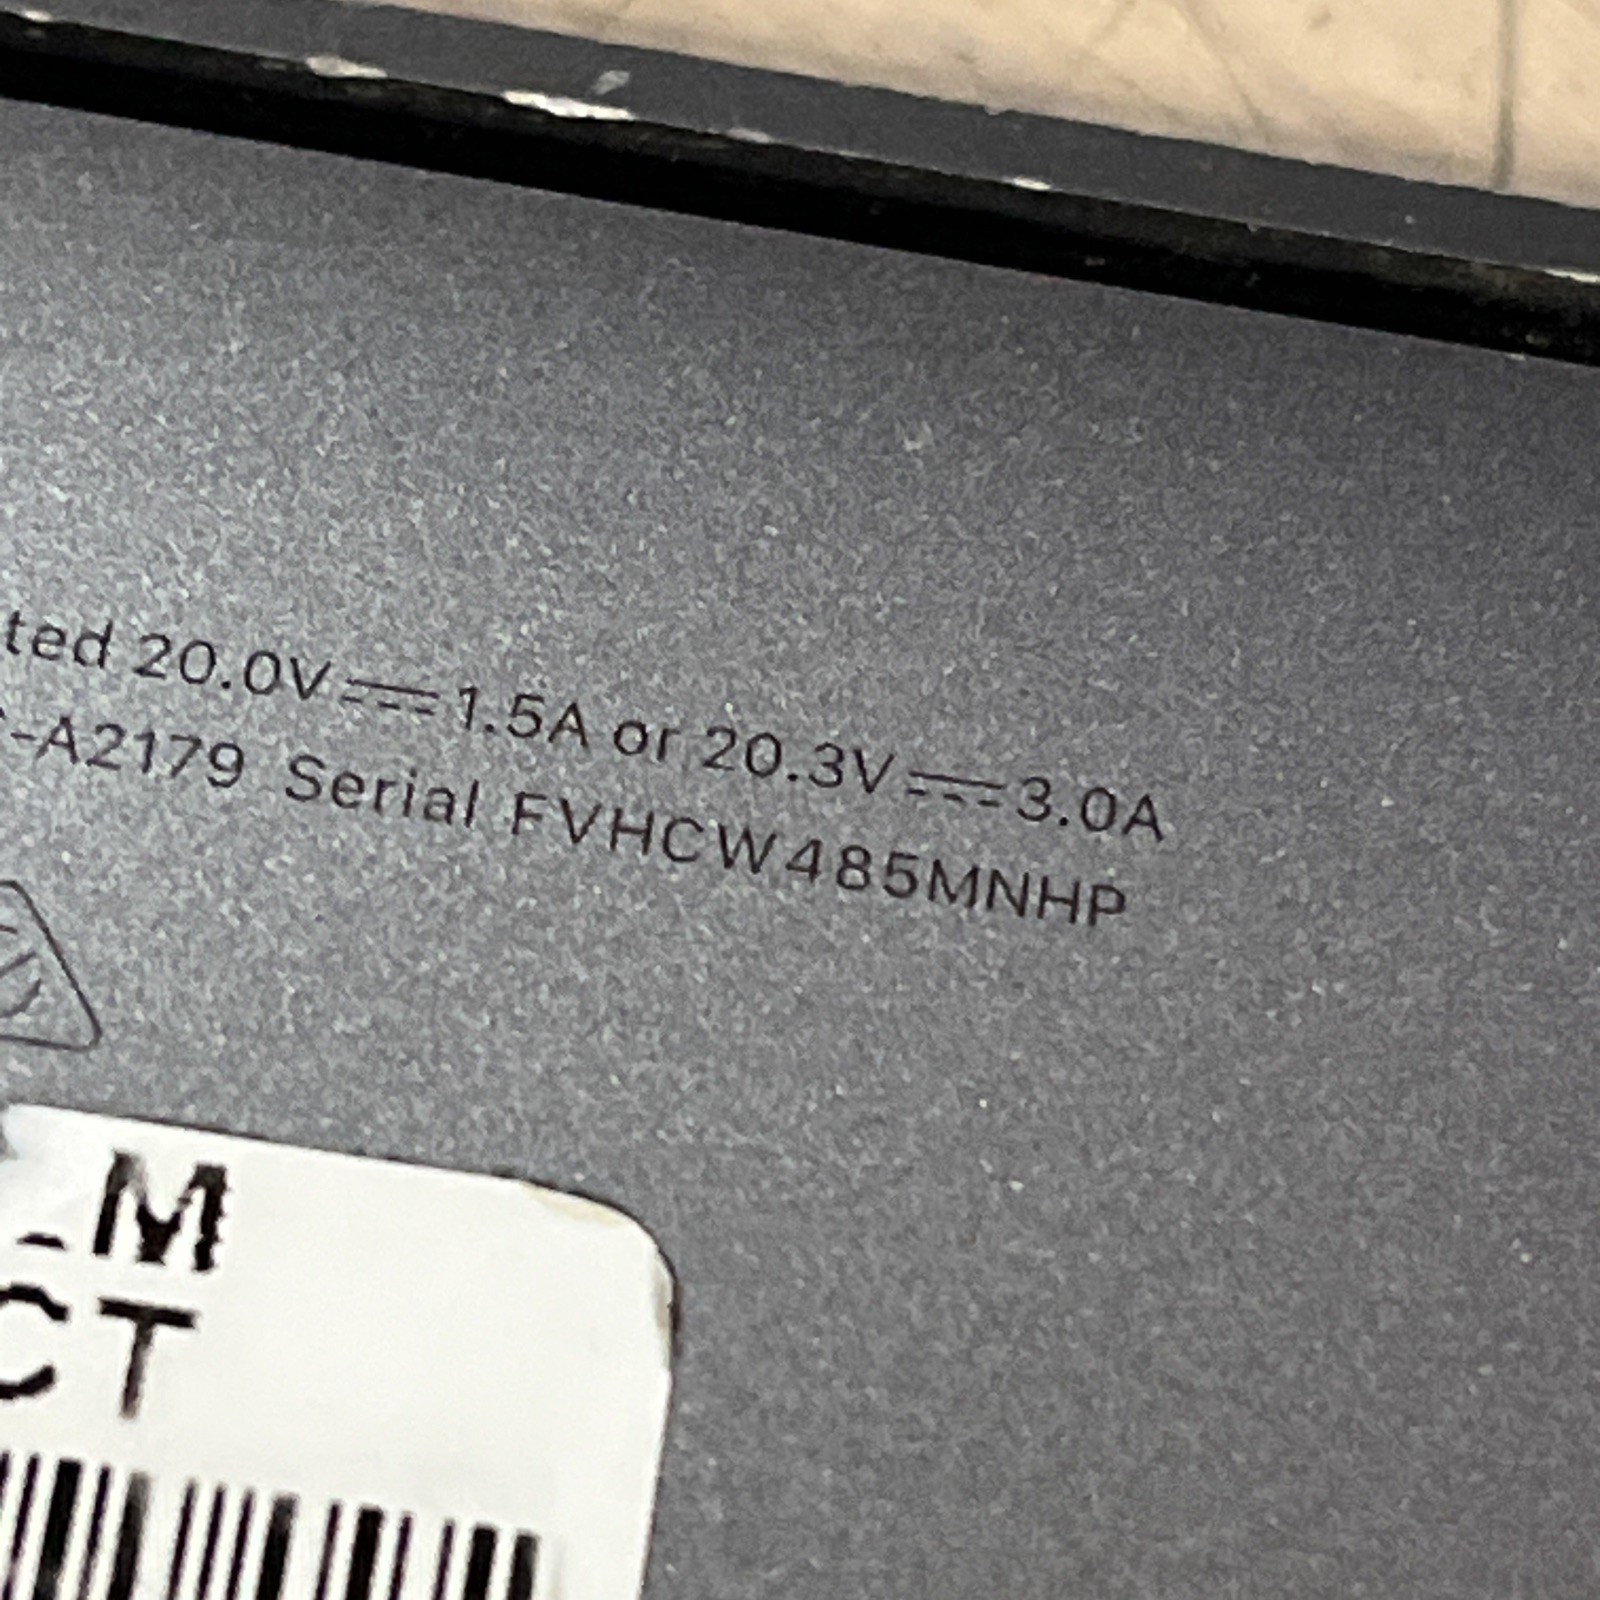 ted 20.0V⎓1.5A or 20.3V⎓3.0A
-A2179 Serial FVHCW485MNHP
M
CT